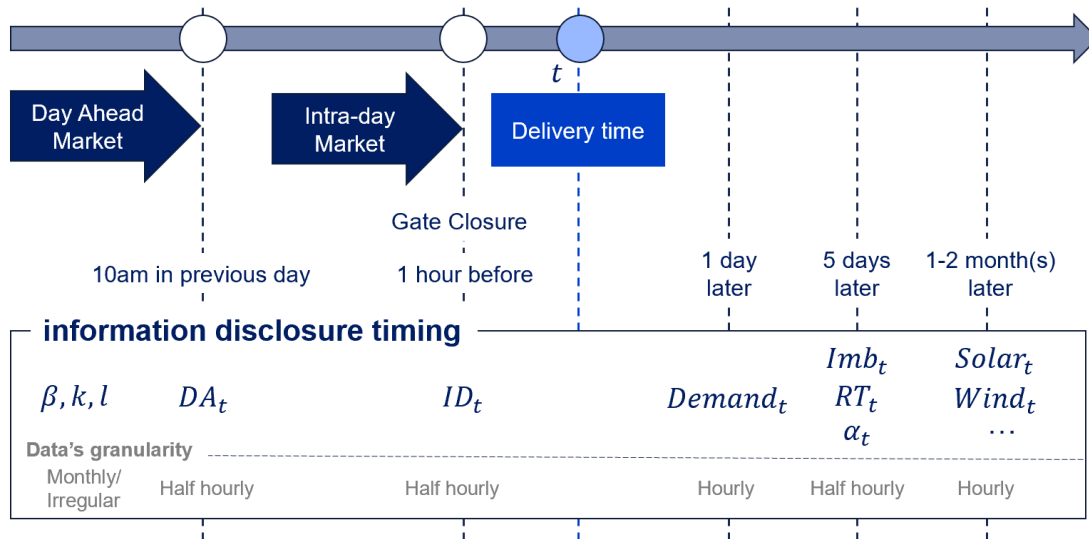 t
Day Ahead
Market
Intra-day
Market
Delivery time
Gate Closure
10am in previous day
1 hour before
1 day
later
5 days
later
1-2 month(s)
later
information disclosure timing
β, k, l
DA_t
ID_t
Demand_t
Imb_t
RT_t
α_t
Solar_t
Wind_t
⋯
Data's granularity
Monthly/
Irregular
Half hourly
Half hourly
Hourly
Half hourly
Hourly